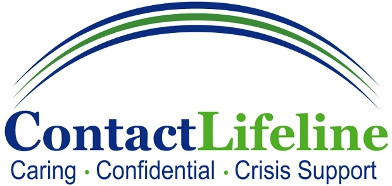 ContactLifeline
Caring · Confidential · Crisis Support